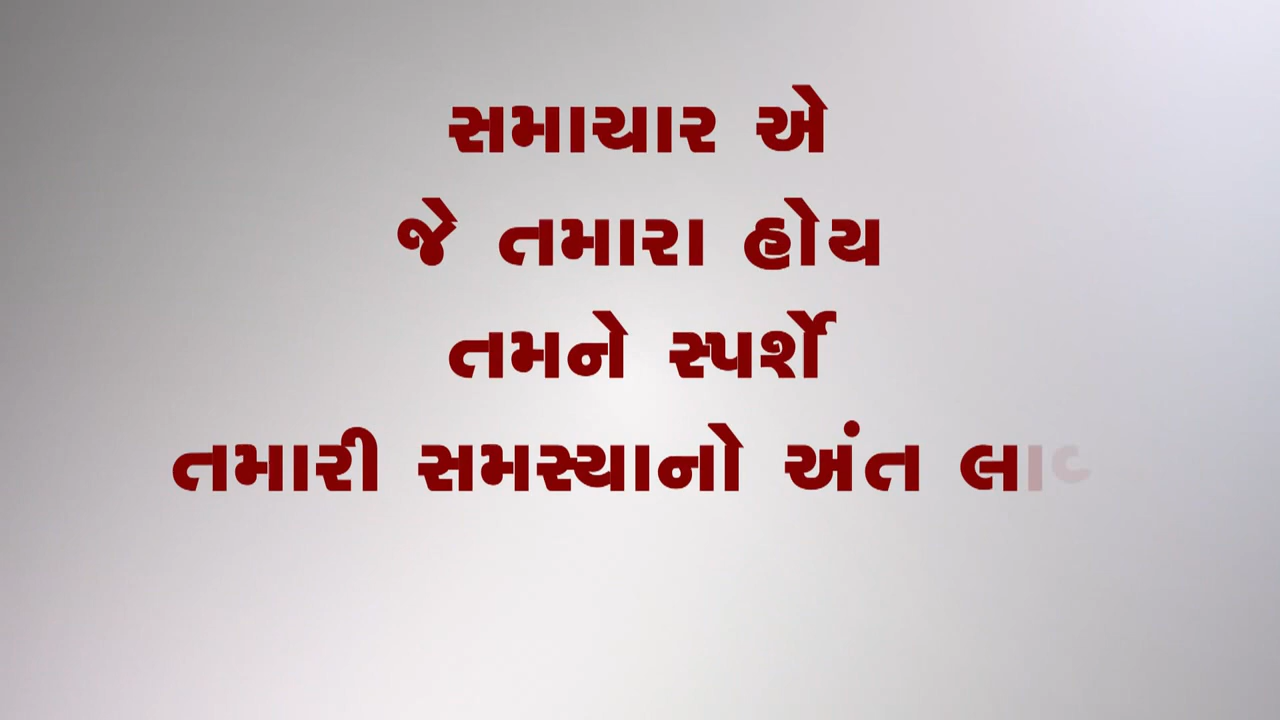 સમાચાર એ
જે તમારા હોય
તમને સ્પર્શે
તમારી સમસ્યાનો અંત